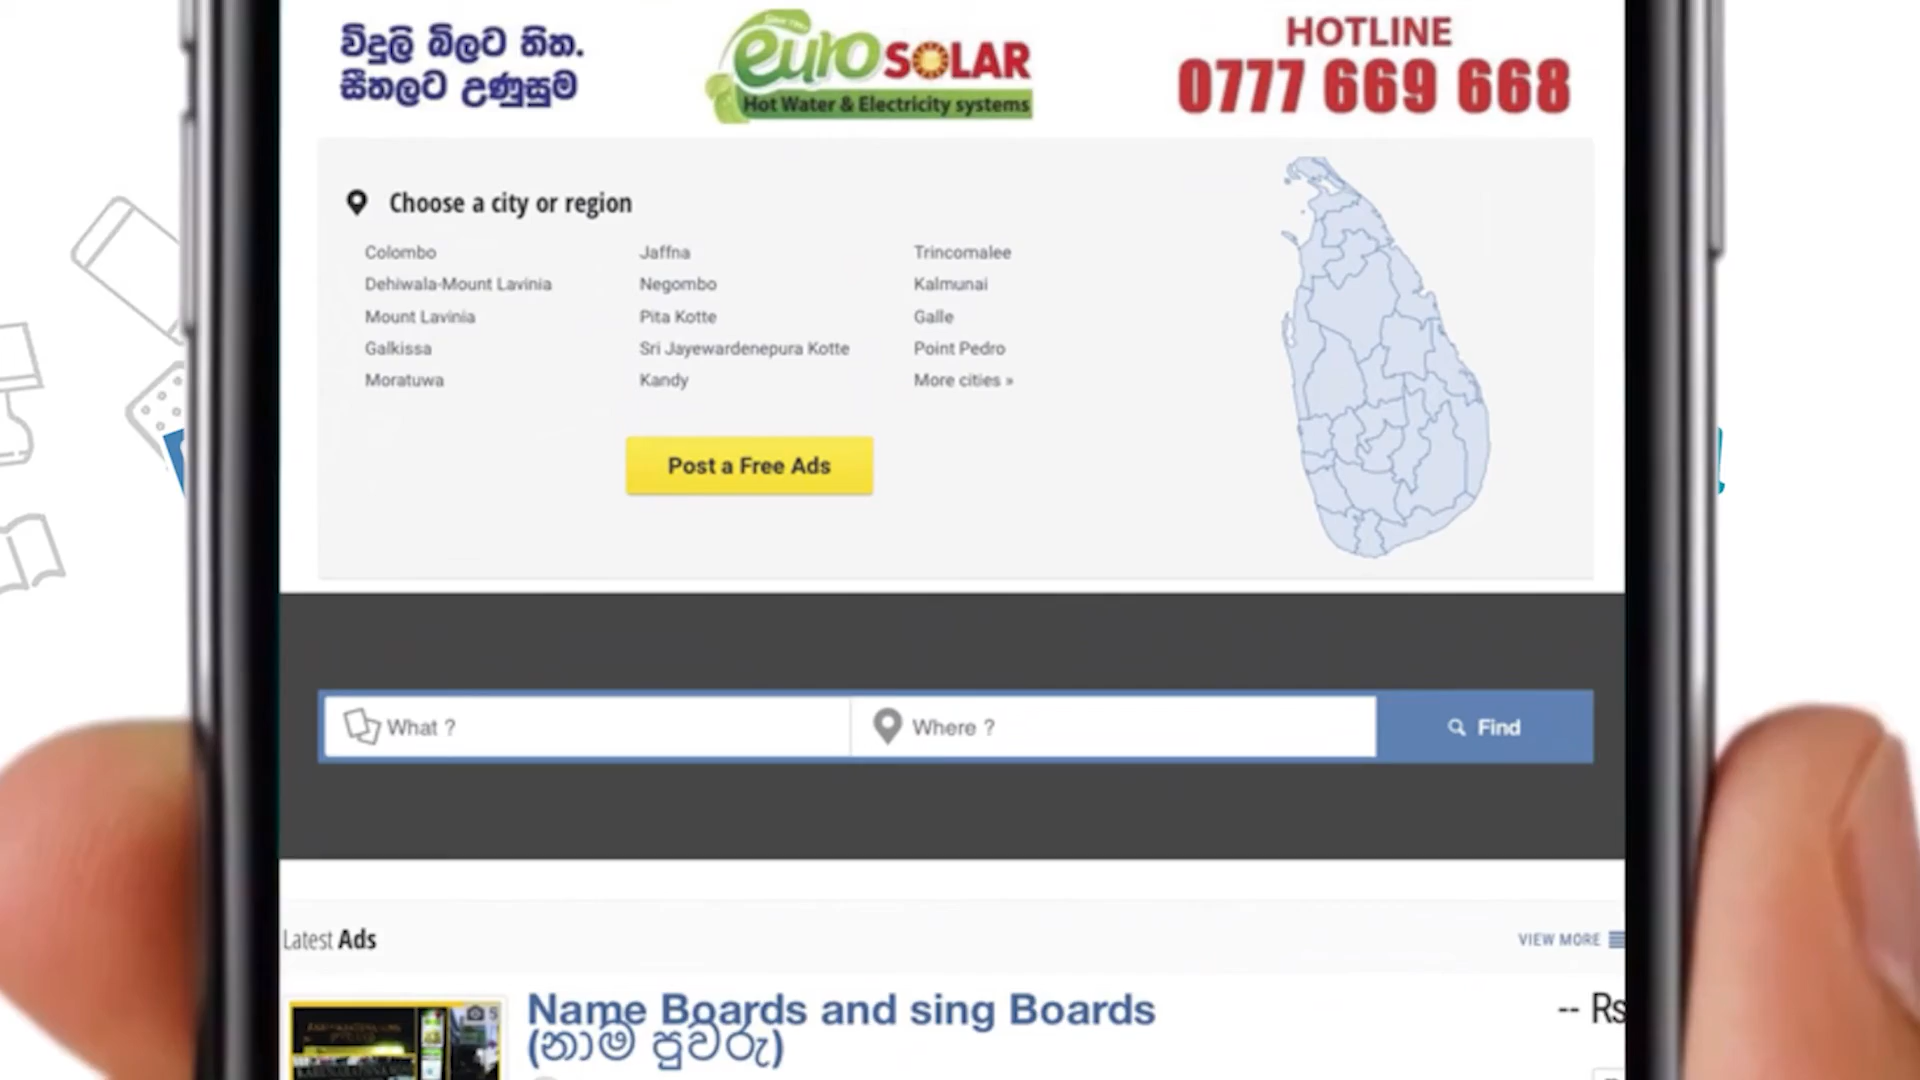 විදුලි බිලට තිත.
සීතලට උණුසුම
euro SOLAR
Hot Water & Electricity systems
HOTLINE
0777 669 668
Choose a city or region
Colombo
Jaffna
Trincomalee
Dehiwala-Mount Lavinia
Negombo
Kalmunai
Mount Lavinia
Pita Kotte
Galle
Galkissa
Sri Jayewardenepura Kotte
Point Pedro
Moratuwa
Kandy
More cities »
Post a Free Ads
What ?
Where ?
Find
Latest Ads
VIEW MORE
Name Boards and sing Boards
(නාම පුවරු)
-- Rs
5